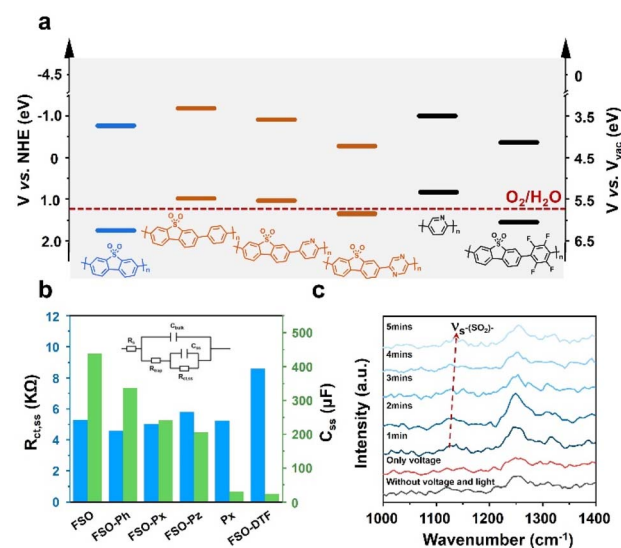 a
V vs. NHE (eV)
-4.5
-1.0
0
1.0
2.0
0
3.5
4.5
5.5
6.5
V vs. Vvac (eV)
O2/H2O
O O
S
n
O O
S
n
O O
S
N
n
O O
S
N
N
n
N
n
O O
S
F
F
F
F
n
b
Rct,ss (KΩ)
12
10
8
6
4
2
0
Cbulk
Rs
Rtrap
Css
Rct,ss
500
400
300
200
100
0
Css (μF)
FSO
FSO-Ph
FSO-Px
FSO-Pz
Px
FSO-DTF
c
Intensity (a.u.)
νs-(SO2)-
5mins
4mins
3mins
2mins
1min
Only voltage
Without voltage and light
1000 1100 1200 1300 1400
Wavenumber (cm-1)